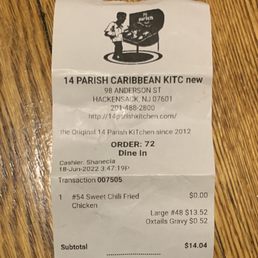 14 parish
14 PARISH CARIBBEAN KITC new
98 ANDERSON ST
HACKENSACK, NJ 07601
201-488-2800
http://14parishkitchen.com/
the Original 14 Parish KiTchen since 2012
ORDER: 72
Dine In
Cashier: Shanecia
18-Jun-2022 3:47:19P
Transaction 007505
1 #54 Sweet Chili Fried $0.00
Chicken
Large #48 $13.52
Oxtails Gravy $0.52
Subtotal $14.04